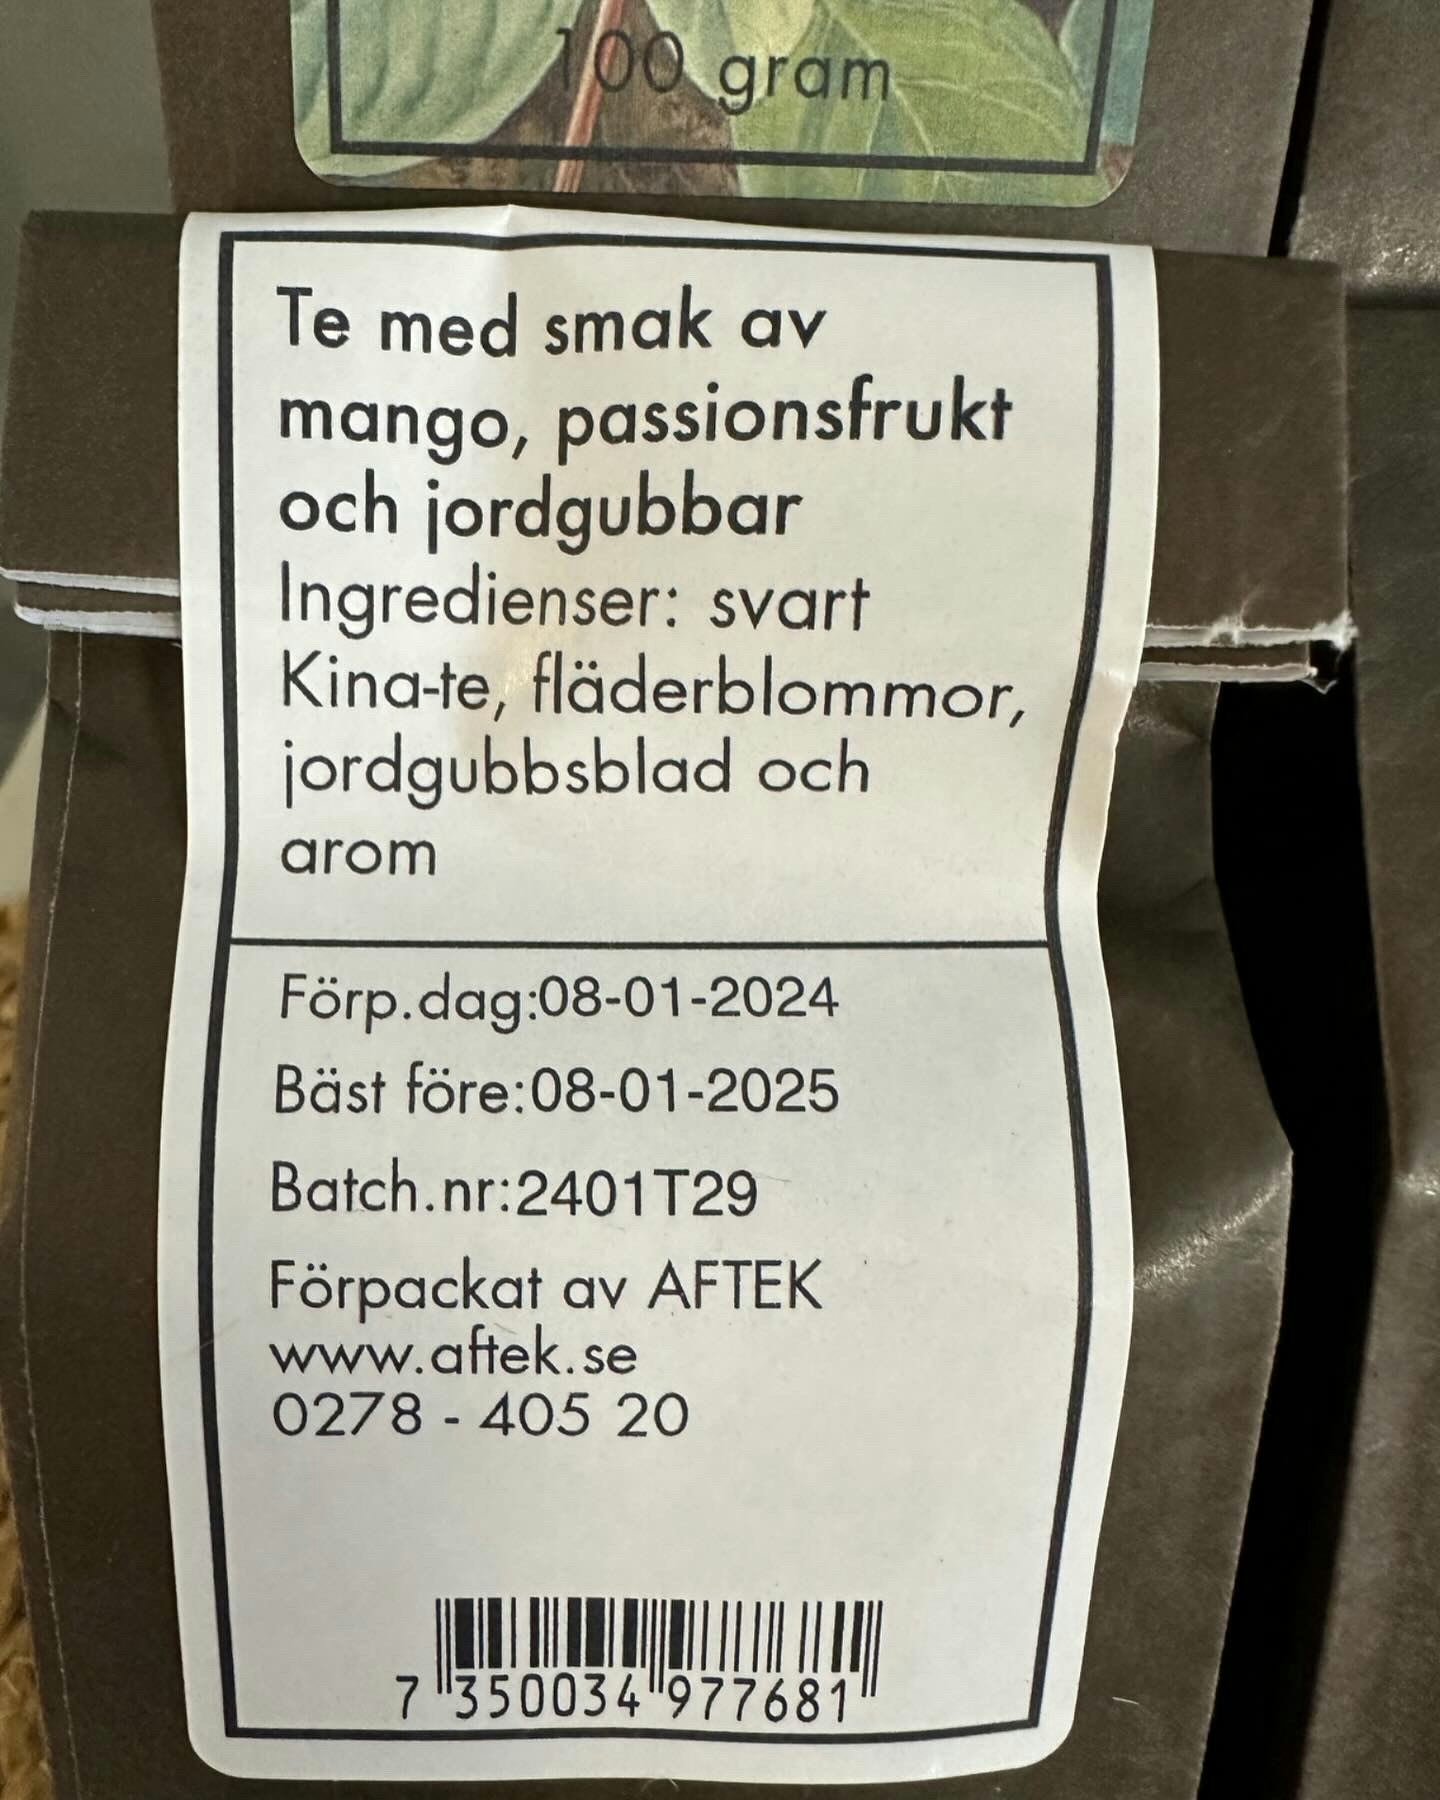 100 gram
Te med smak av
mango, passionsfrukt
och jordgubbar
Ingredienser: svart
Kina-te, fläderblommor,
jordgubbsblad och
arom
Förp.dag:08-01-2024
Bäst före:08-01-2025
Batch.nr:2401T29
Förpackat av AFTEK
www.aftek.se
0278 - 405 20
7 350034 977681